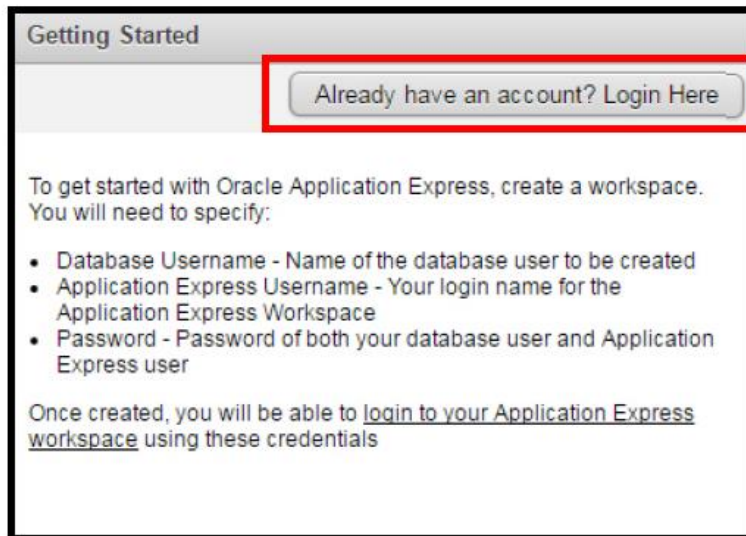 Getting Started
Already have an account? Login Here
To get started with Oracle Application Express, create a workspace.
You will need to specify:
• Database Username - Name of the database user to be created
• Application Express Username - Your login name for the
Application Express Workspace
• Password - Password of both your database user and Application
Express user
Once created, you will be able to login to your Application Express
workspace using these credentials